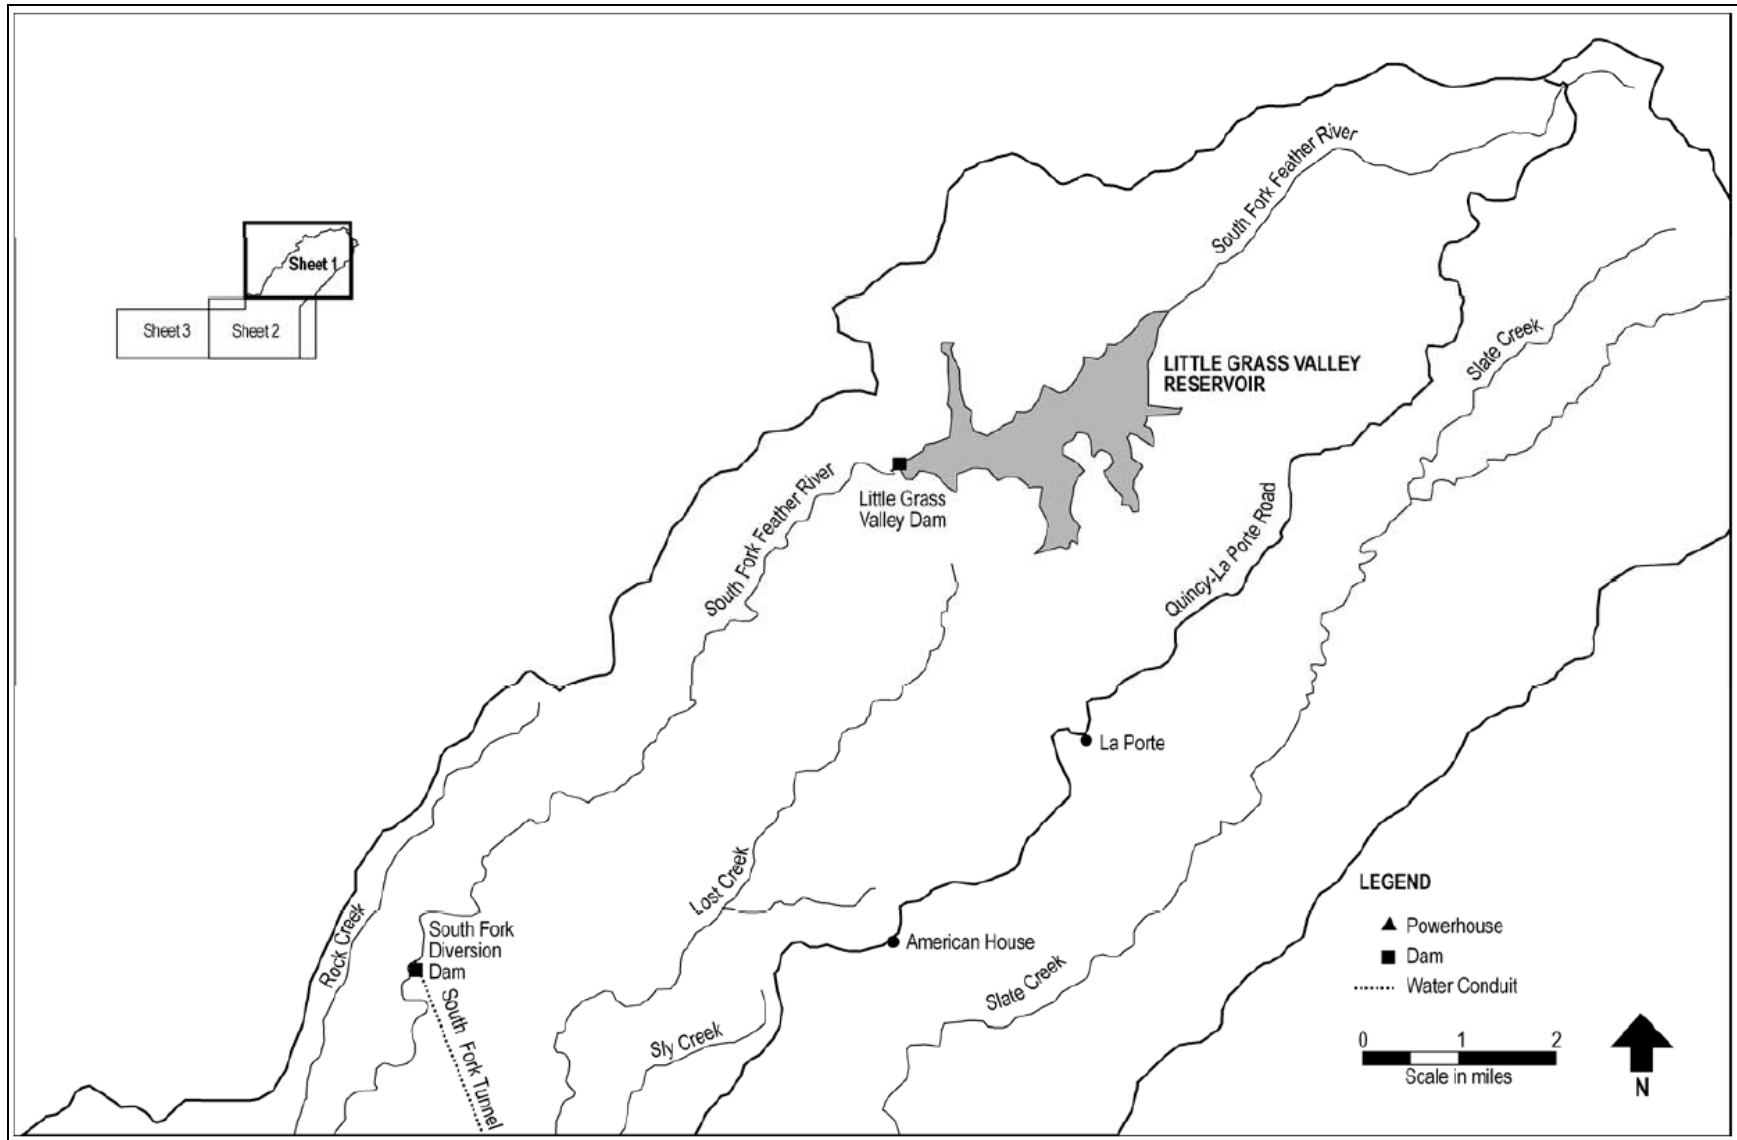 South Fork Feather River
Sheet 1
Sheet 3
Sheet 2
Slate Creek
LITTLE GRASS VALLEY
RESERVOIR
South Fork Feather River
Little Grass
Valley Dam
Quincy-La Porte Road
La Porte
Lost Creek
LEGEND
Powerhouse
Dam
Water Conduit
Rock Creek
South Fork
Diversion
Dam
American House
Slate Creek
South Fork Tunnel
Sly Creek
0 1 2
Scale in miles
N